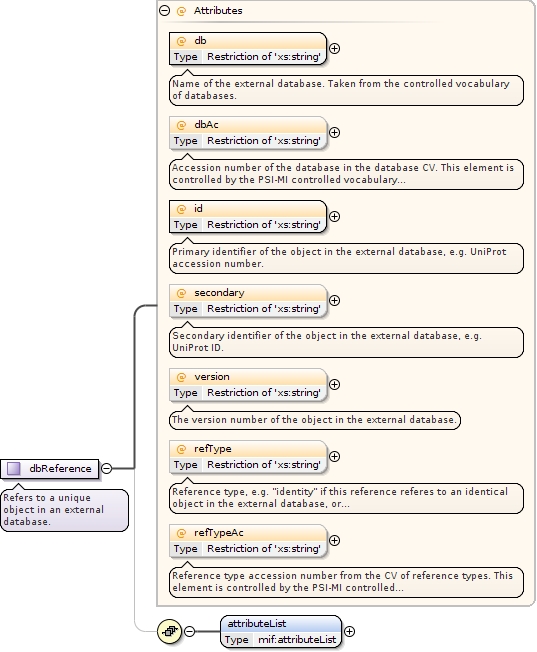 Attributes
db
Type Restriction of 'xs:string'
Name of the external database. Taken from the controlled vocabulary
of databases.
dbAc
Type Restriction of 'xs:string'
Accession number of the database in the database CV. This element is
controlled by the PSI-MI controlled vocabulary...
id
Type Restriction of 'xs:string'
Primary identifier of the object in the external database, e.g. UniProt
accession number.
secondary
Type Restriction of 'xs:string'
Secondary identifier of the object in the external database, e.g.
UniProt ID.
version
Type Restriction of 'xs:string'
The version number of the object in the external database.
refType
Type Restriction of 'xs:string'
Reference type, e.g. "identity" if this reference referes to an identical
object in the external database, or...
refTypeAc
Type Restriction of 'xs:string'
Reference type accession number from the CV of reference types. This
element is controlled by the PSI-MI controlled...
dbReference
Refers to a unique
object in an external
database.
attributeList
Type mif:attributeList